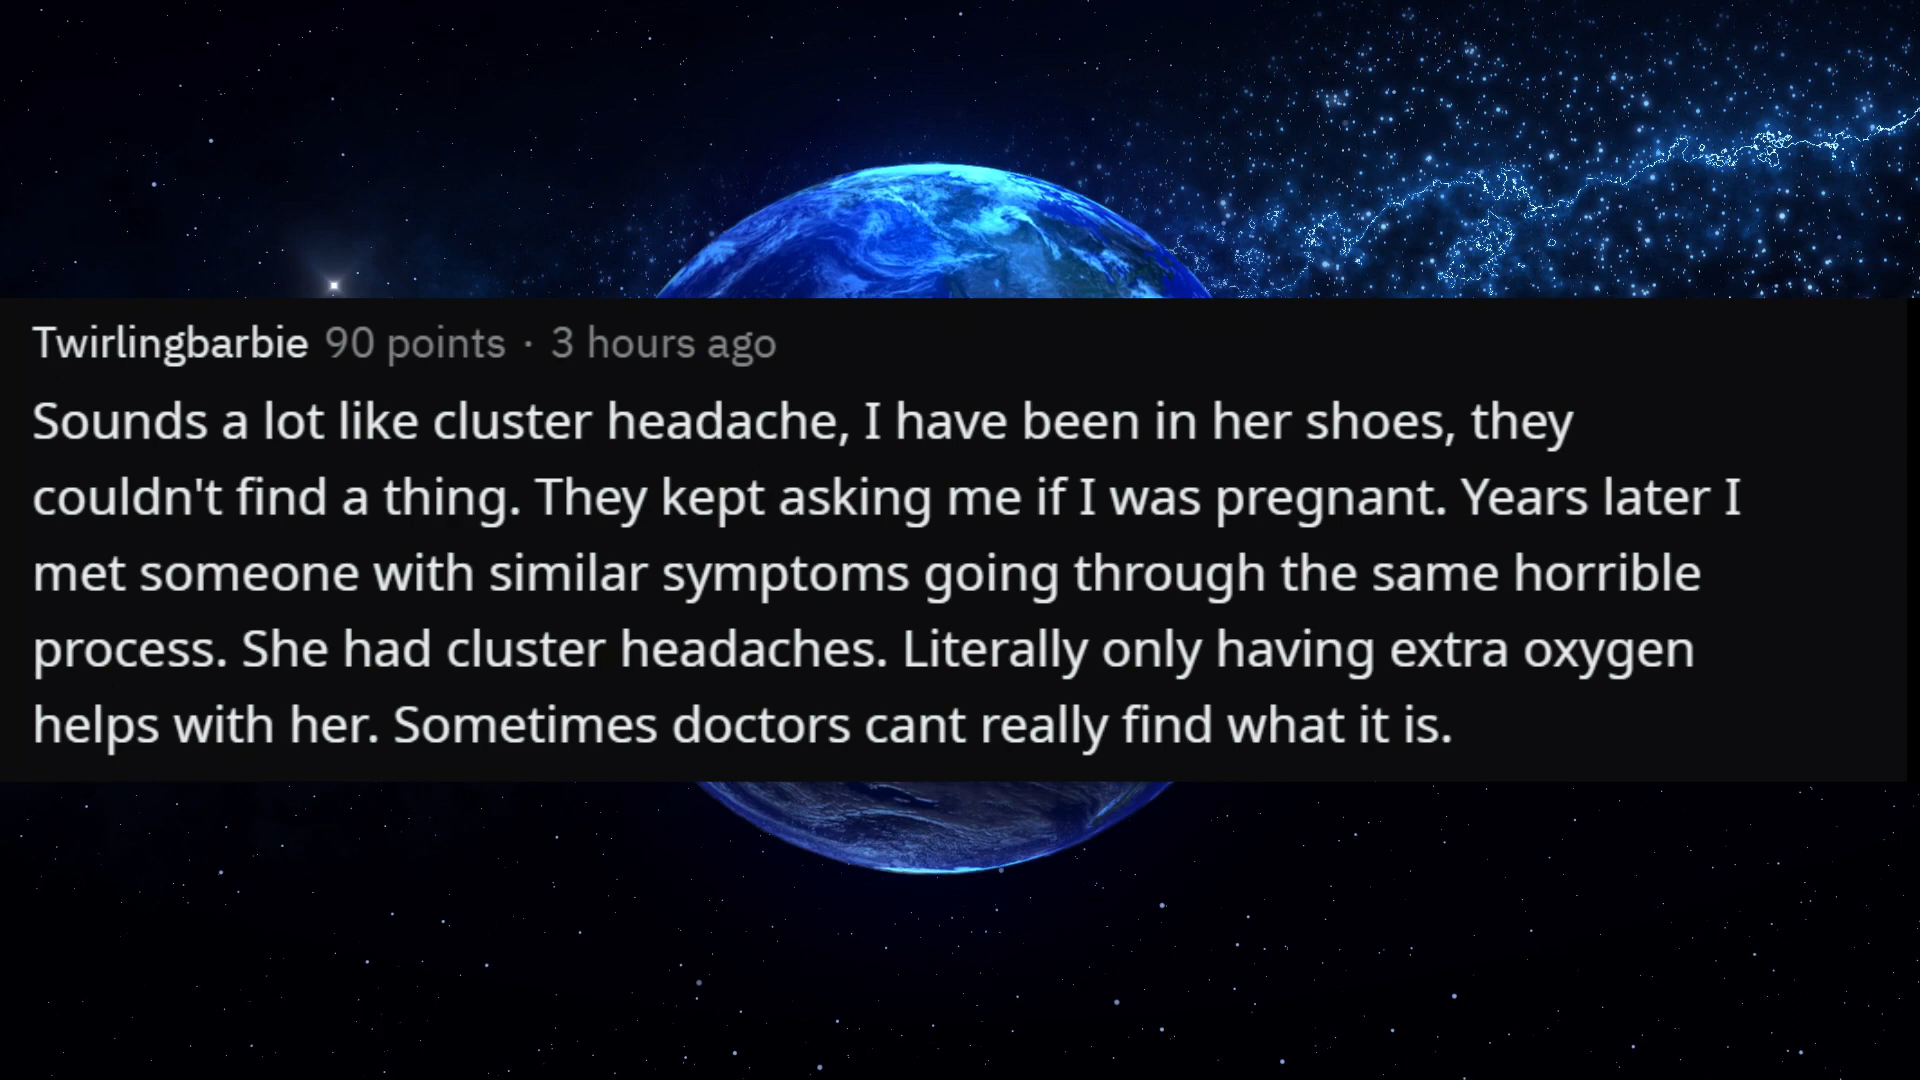 Twirlingbarbie 90 points · 3 hours ago
Sounds a lot like cluster headache, I have been in her shoes, they
couldn't find a thing. They kept asking me if I was pregnant. Years later I
met someone with similar symptoms going through the same horrible
process. She had cluster headaches. Literally only having extra oxygen
helps with her. Sometimes doctors cant really find what it is.